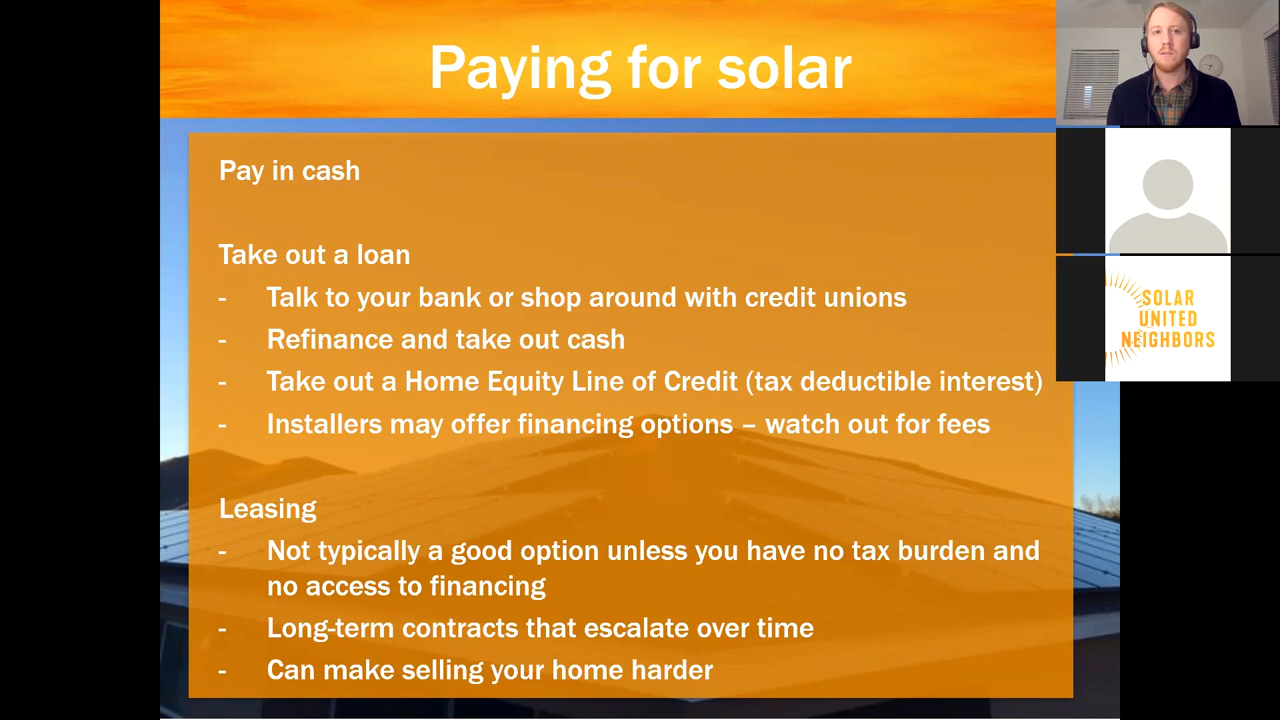 Paying for solar
Pay in cash
Take out a loan
- Talk to your bank or shop around with credit unions
- Refinance and take out cash
- Take out a Home Equity Line of Credit (tax deductible interest)
- Installers may offer financing options – watch out for fees
Leasing
- Not typically a good option unless you have no tax burden and
no access to financing
- Long-term contracts that escalate over time
- Can make selling your home harder
SOLAR
UNITED
NEIGHBORS